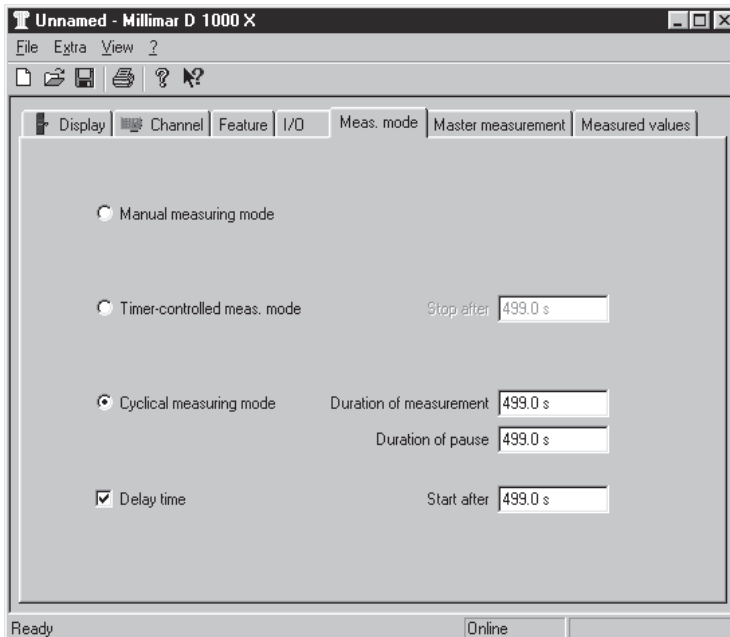 Unnamed - Millimar D 1000 X
File Extra View ?
Display Channel Feature I/O Meas. mode Master measurement Measured values
Manual measuring mode
Timer-controlled meas. mode Stop after 499.0 s
Cyclical measuring mode Duration of measurement 499.0 s
Duration of pause 499.0 s
Delay time Start after 499.0 s
Ready Online